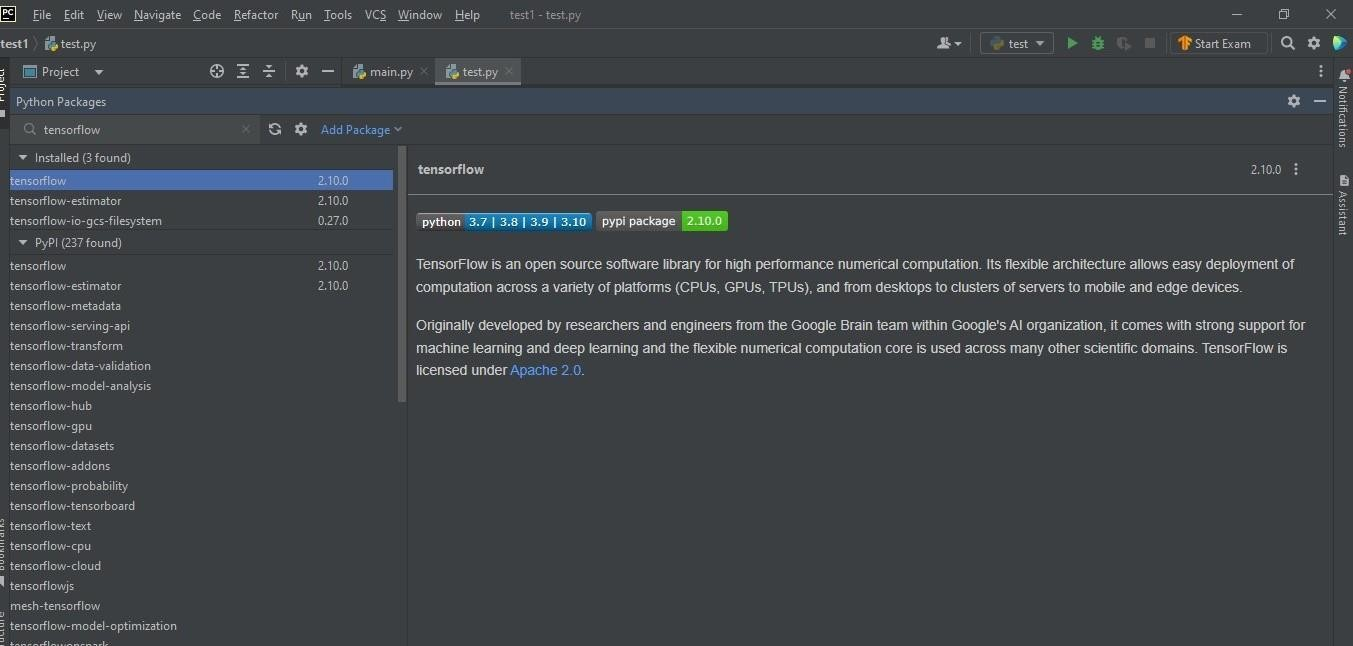 PC File Edit View Navigate Code Refactor Run Tools VCS Window Help test1 - test.py
test1 test.py test Start Exam
Project main.py test.py
Python Packages
tensorflow Add Package
Installed (3 found)
tensorflow 2.10.0
tensorflow-estimator 2.10.0
tensorflow-io-gcs-filesystem 0.27.0
PyPI (237 found)
tensorflow 2.10.0
tensorflow-estimator 2.10.0
tensorflow-metadata
tensorflow-serving-api
tensorflow-transform
tensorflow-data-validation
tensorflow-model-analysis
tensorflow-hub
tensorflow-gpu
tensorflow-datasets
tensorflow-addons
tensorflow-probability
tensorflow-tensorboard
tensorflow-text
tensorflow-cpu
tensorflow-cloud
tensorflowjs
mesh-tensorflow
tensorflow-model-optimization
tensorflow 2.10.0
python 3.7 | 3.8 | 3.9 | 3.10 pypi package 2.10.0
TensorFlow is an open source software library for high performance numerical computation. Its flexible architecture allows easy deployment of
computation across a variety of platforms (CPUs, GPUs, TPUs), and from desktops to clusters of servers to mobile and edge devices.
Originally developed by researchers and engineers from the Google Brain team within Google's AI organization, it comes with strong support for
machine learning and deep learning and the flexible numerical computation core is used across many other scientific domains. TensorFlow is
licensed under Apache 2.0.
Notifications
Assistant